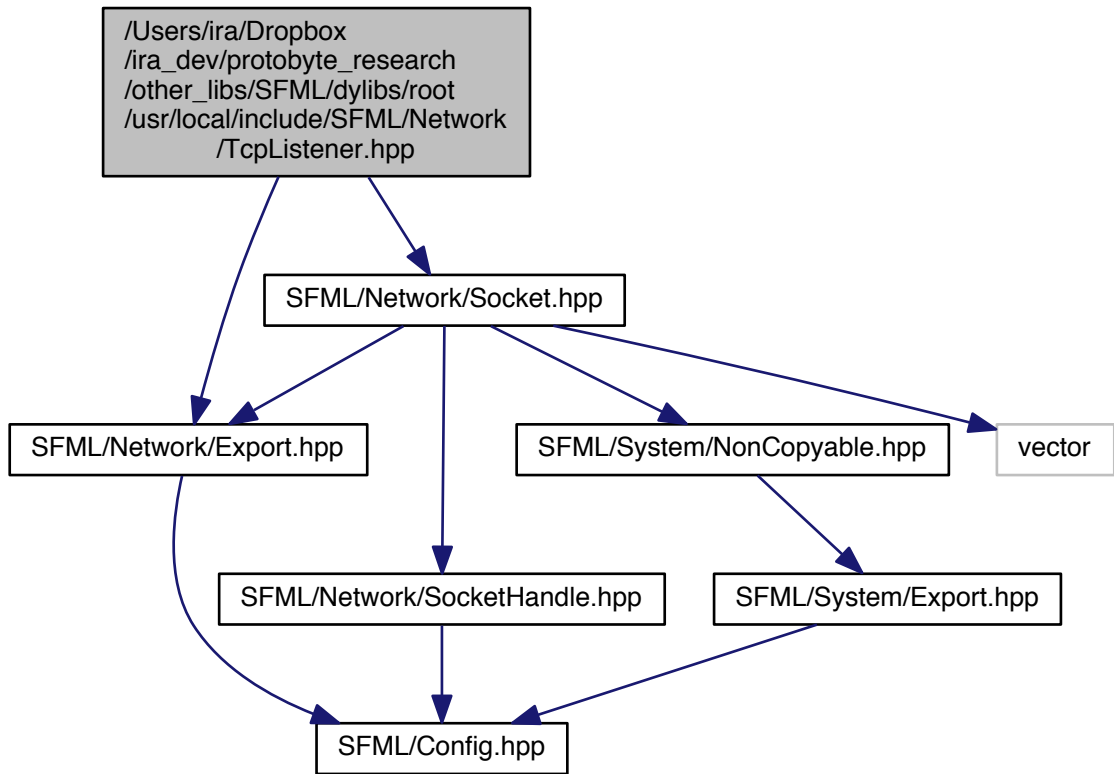 /Users/ira/Dropbox
/ira_dev/protobyte_research
/other_libs/SFML/dylibs/root
/usr/local/include/SFML/Network
/TcpListener.hpp
SFML/Network/Socket.hpp
SFML/Network/Export.hpp
SFML/System/NonCopyable.hpp
vector
SFML/Network/SocketHandle.hpp
SFML/System/Export.hpp
SFML/Config.hpp